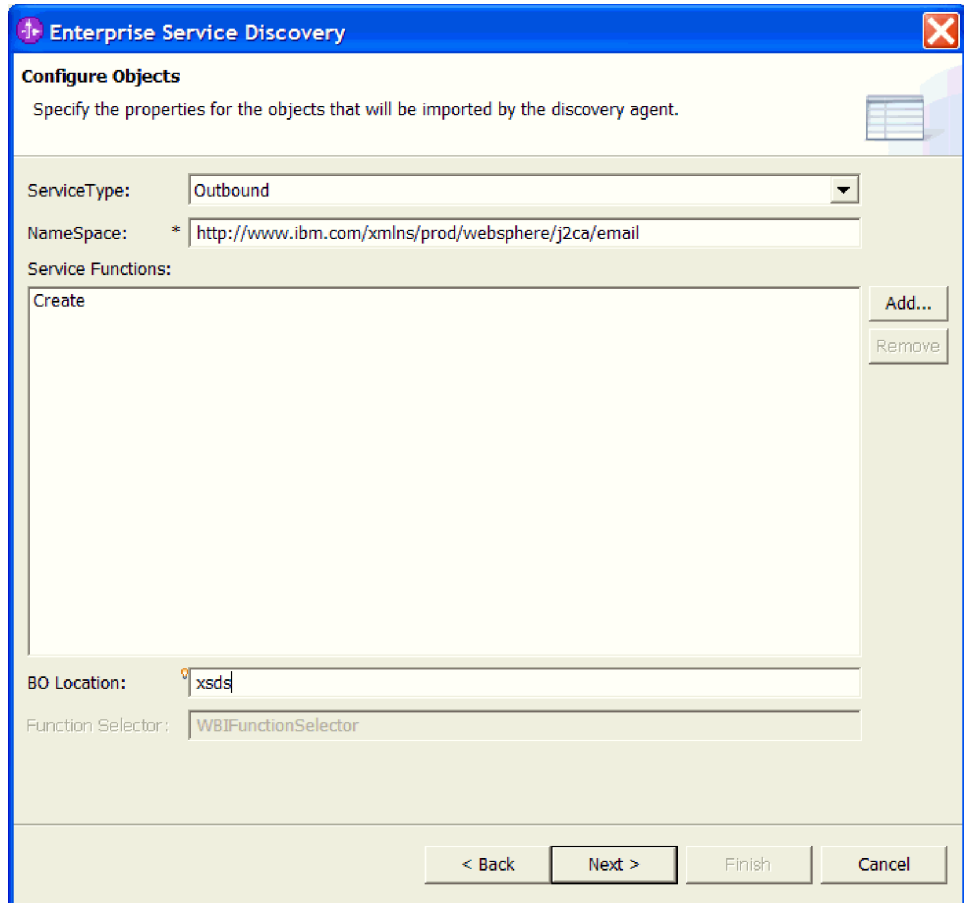 Enterprise Service Discovery
Configure Objects
Specify the properties for the objects that will be imported by the discovery agent.
ServiceType: Outbound
NameSpace: * http://www.ibm.com/xmlns/prod/websphere/j2ca/email
Service Functions:
Create
Add...
Remove
BO Location: xsds
Function Selector: WBIFunctionSelector
< Back Next > Finish Cancel